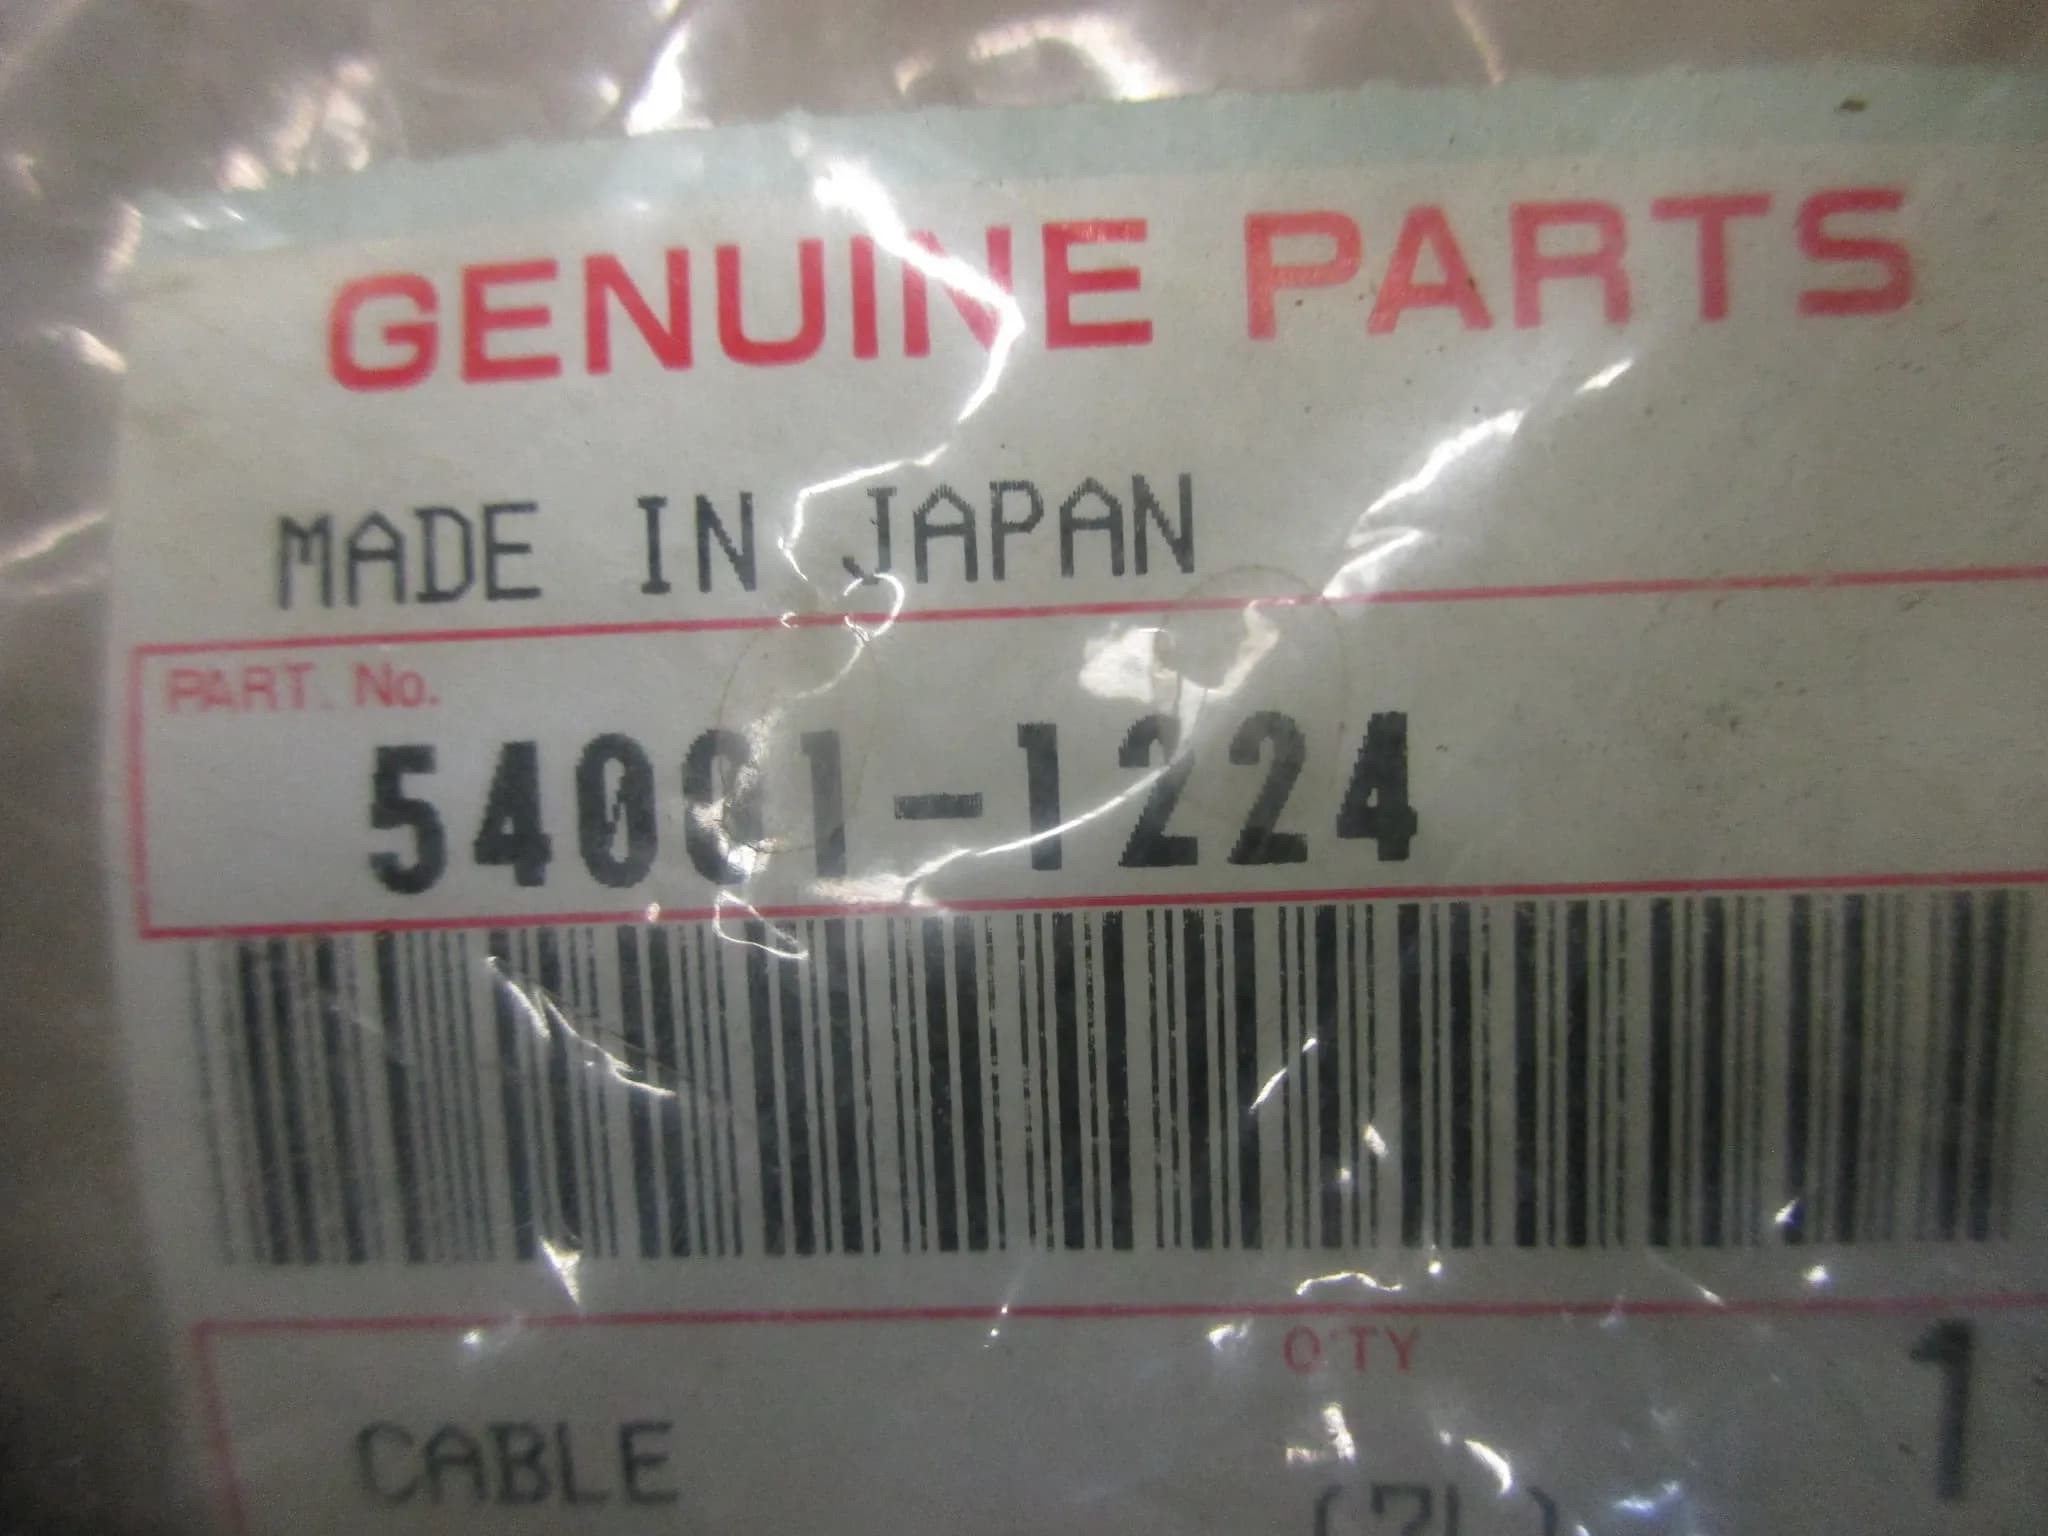 GENUINE PARTS
MADE IN JAPAN
PART. No.
54001-1224
Q'TY
1
CABLE